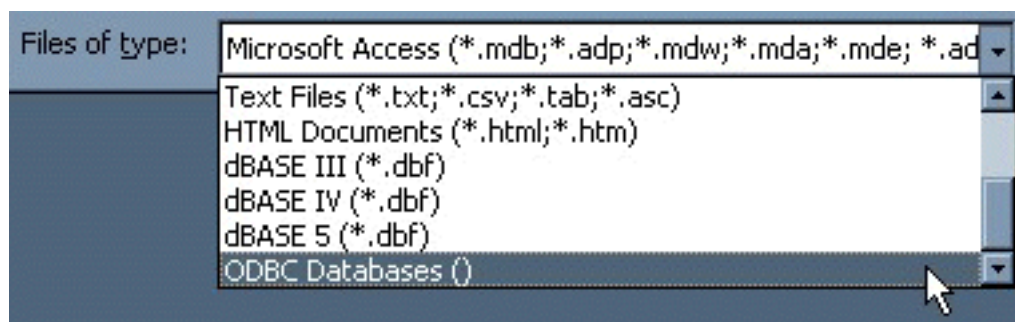 Files of type: Microsoft Access (*.mdb;*.adp;*.mdw;*.mda;*.mde; *.ad
Text Files (*.txt;*.csv;*.tab;*.asc)
HTML Documents (*.html;*.htm)
dBASE III (*.dbf)
dBASE IV (*.dbf)
dBASE 5 (*.dbf)
ODBC Databases ()